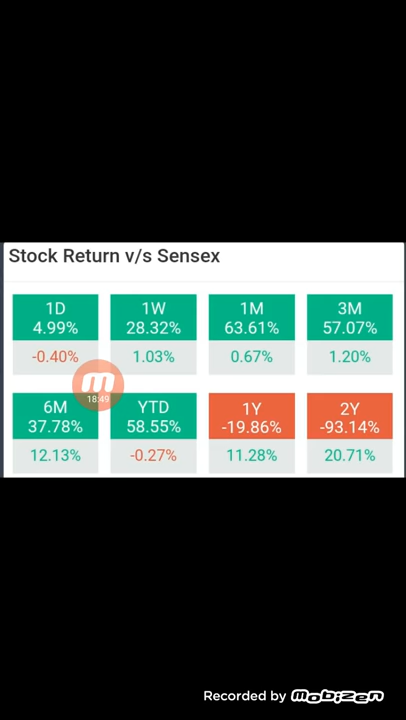 Stock Return v/s Sensex
1D 1W 1M 3M
4.99% 28.32% 63.61% 57.07%
-0.40% 1.03% 0.67% 1.20%
18:49
6M YTD 1Y 2Y
37.78% 58.55% -19.86% -93.14%
12.13% -0.27% 11.28% 20.71%
Recorded by Mobizen